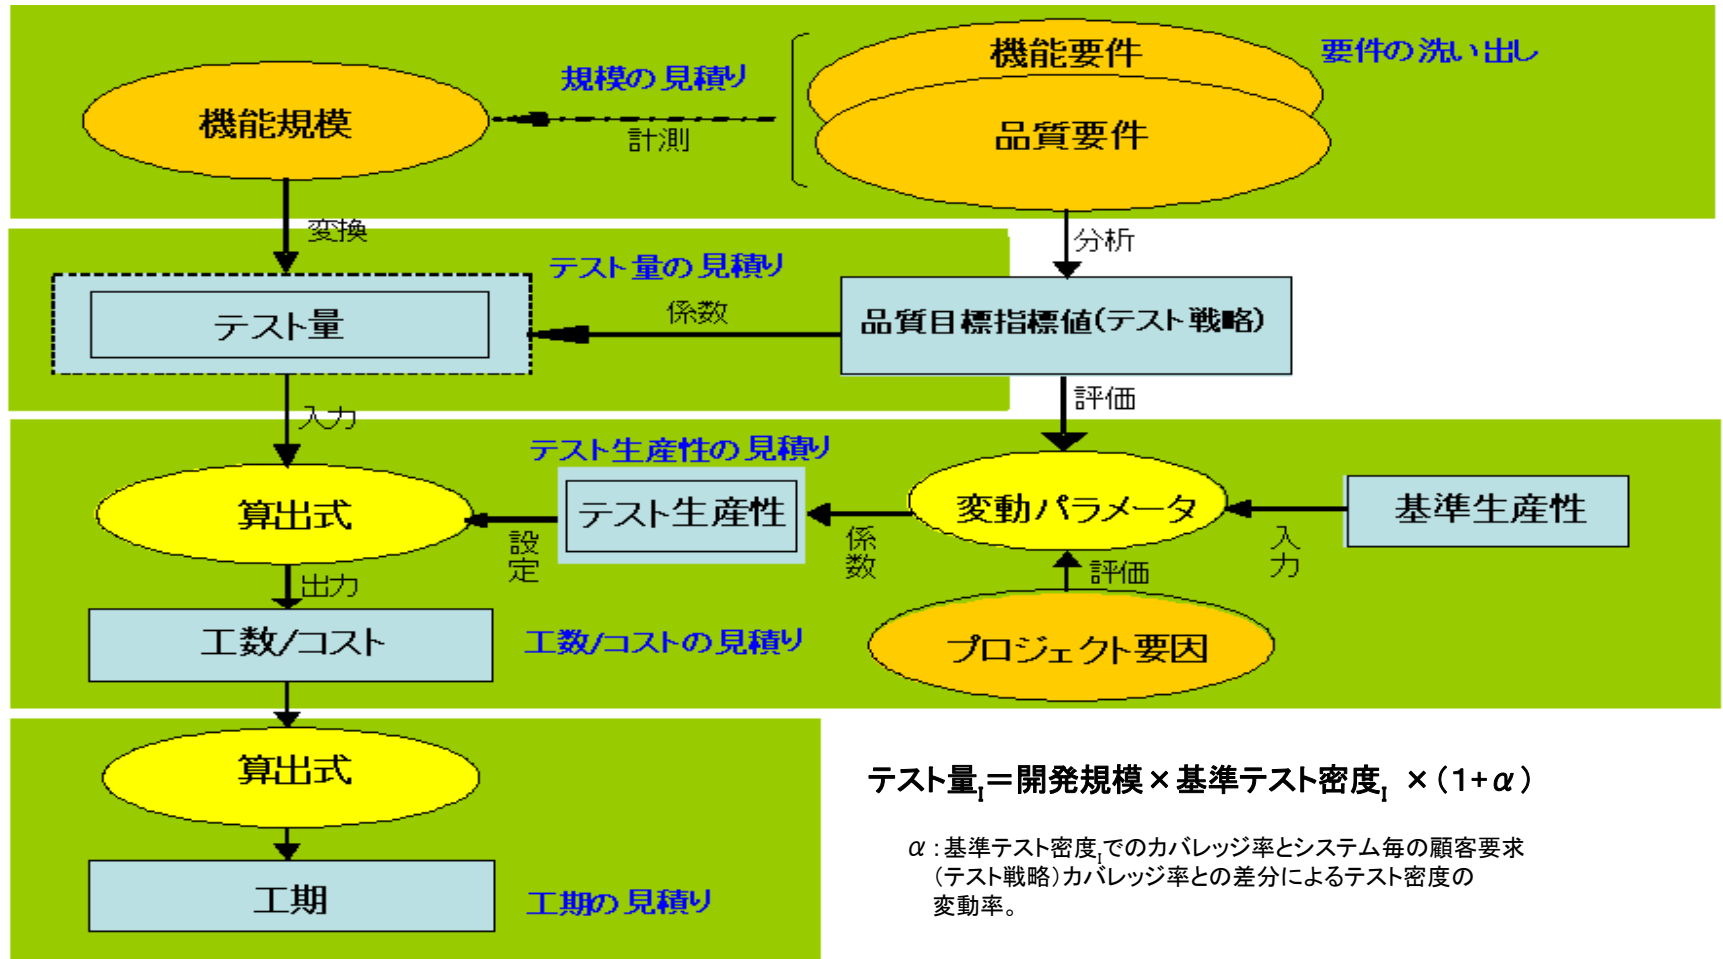 機能要件
要件の洗い出し
規模の見積り
機能規模
計測
品質要件
変換
分析
テスト量の見積り
テスト量
係数
品質目標指標値(テスト戦略)
入力
評価
テスト生産性の見積り
算出式
設定
テスト生産性
係数
変動パラメータ
入力
基準生産性
出力
評価
工数/コスト
工数/コストの見積り
プロジェクト要因
算出式
テスト量I＝開発規模×基準テスト密度I ×(1+α)
α:基準テスト密度Iでのカバレッジ率とシステム毎の顧客要求
(テスト戦略)カバレッジ率との差分によるテスト密度の
変動率。
工期
工期の見積り